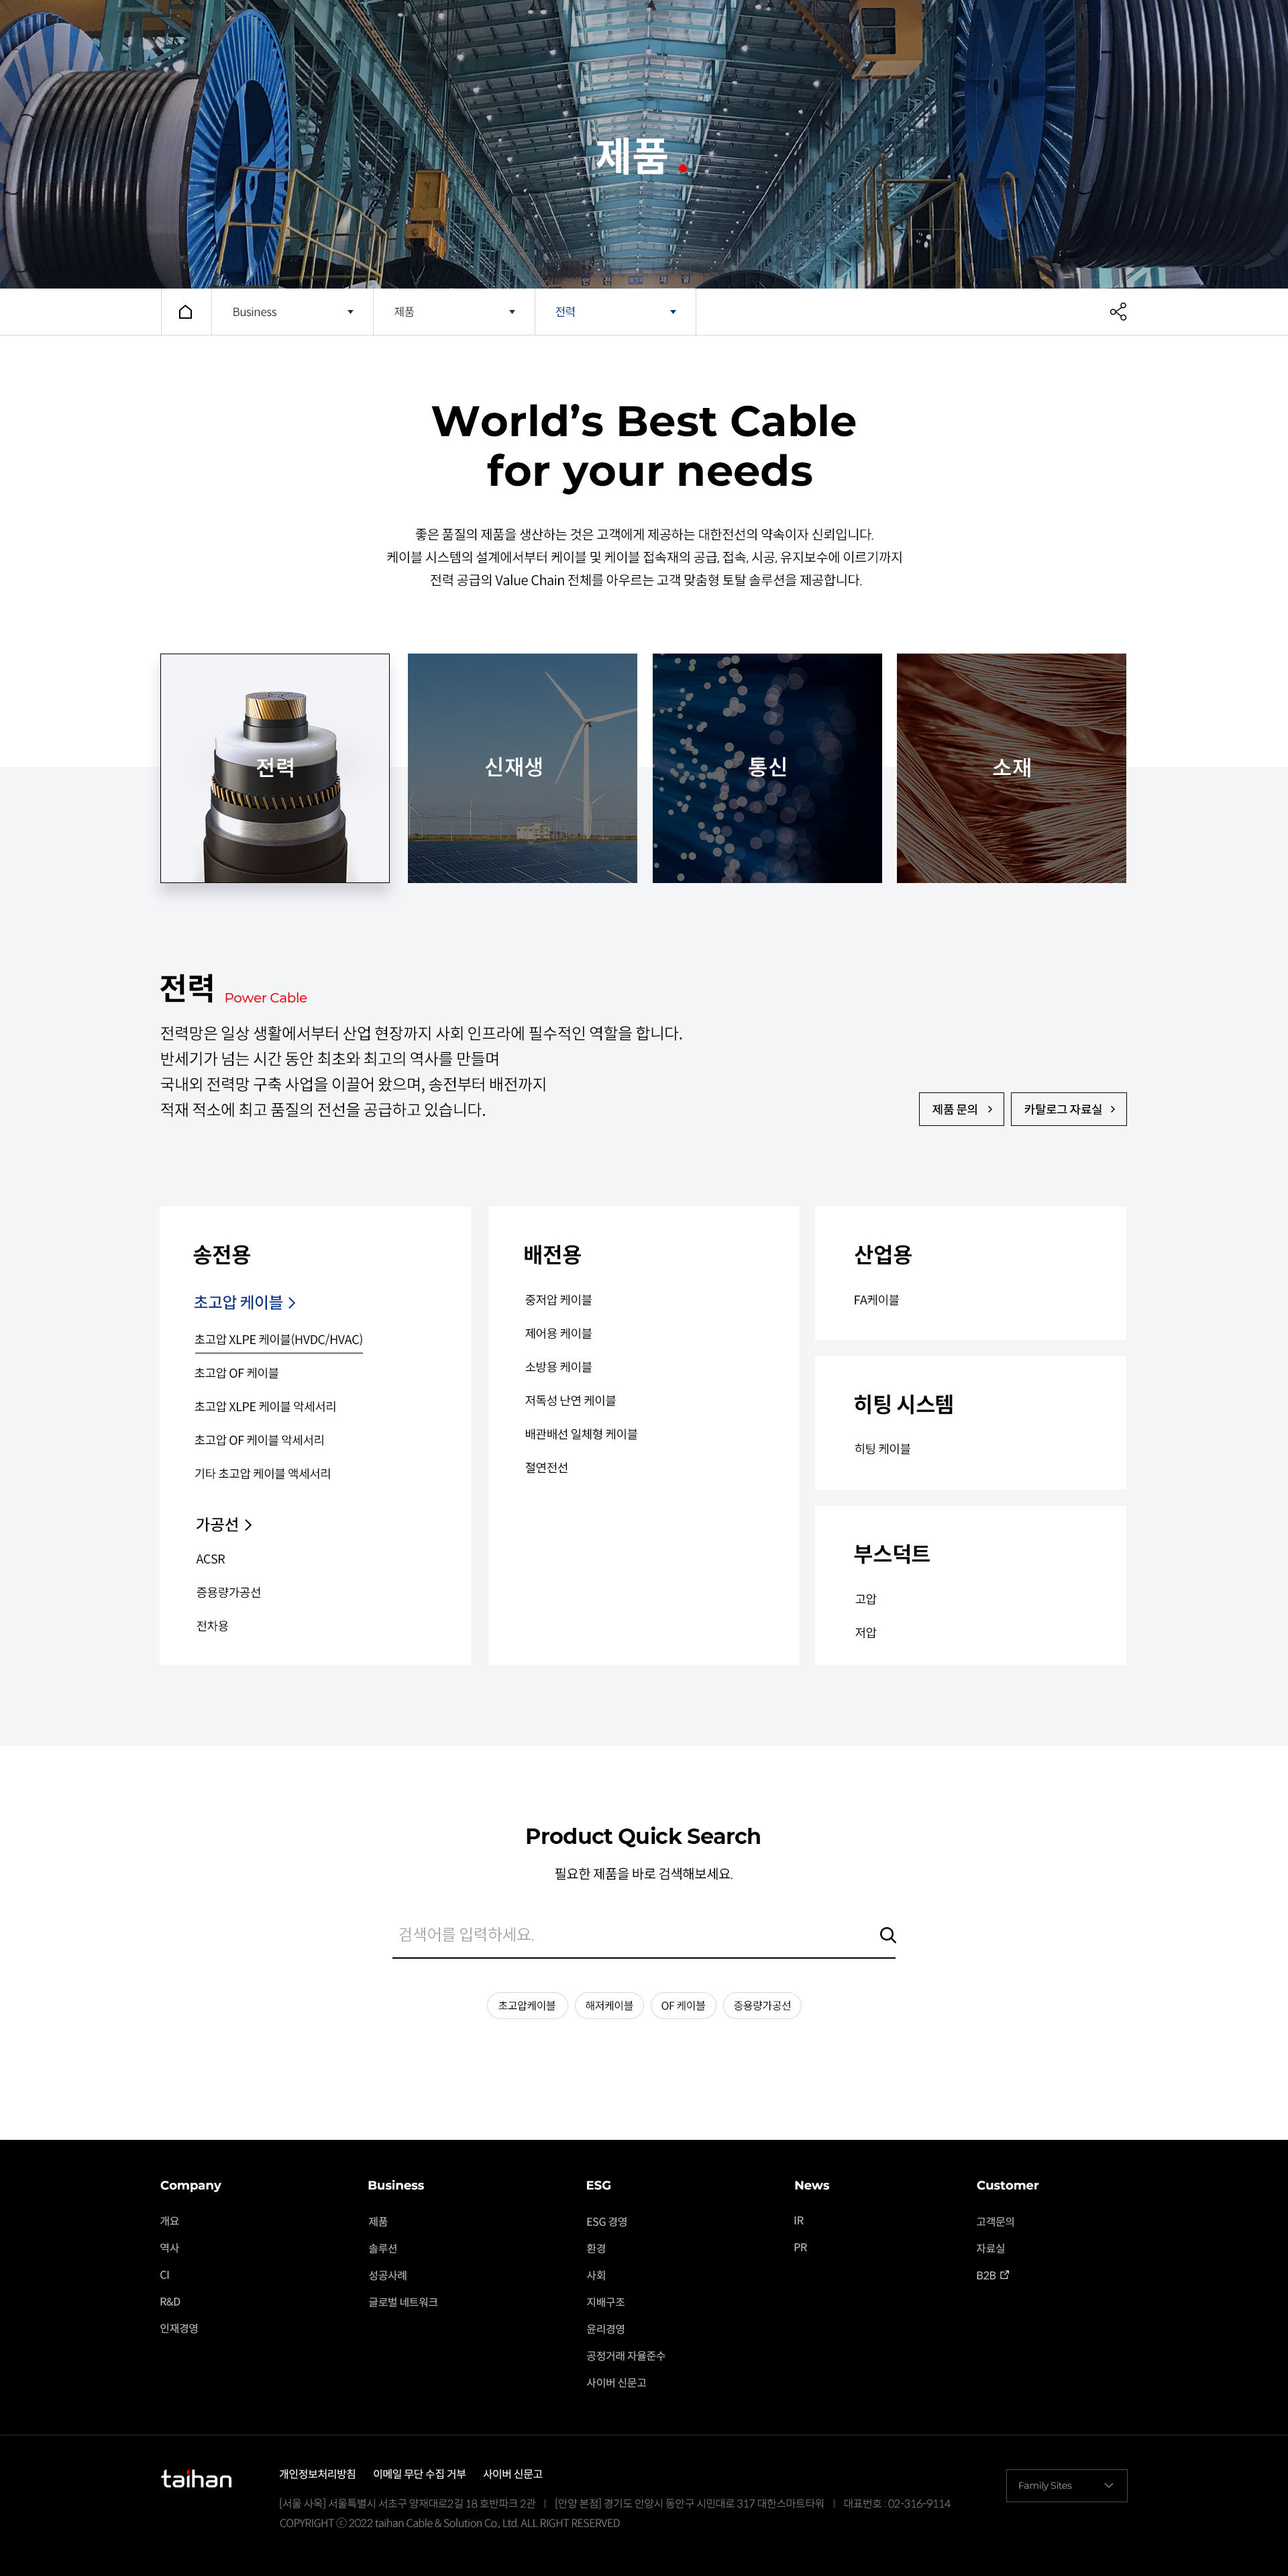 제품
Business
제품
전력
World’s Best Cable
for your needs
좋은 품질의 제품을 생산하는 것은 고객에게 제공하는 대한전선의 약속이자 신뢰입니다.
케이블 시스템의 설계에서부터 케이블 및 케이블 접속재의 공급, 접속, 시공, 유지보수에 이르기까지
전력 공급의 Value Chain 전체를 아우르는 고객 맞춤형 토탈 솔루션을 제공합니다.
전력
신재생
통신
소재
전력 Power Cable
전력망은 일상 생활에서부터 산업 현장까지 사회 인프라에 필수적인 역할을 합니다.
반세기가 넘는 시간 동안 최초와 최고의 역사를 만들며
국내외 전력망 구축 사업을 이끌어 왔으며, 송전부터 배전까지
적재 적소에 최고 품질의 전선을 공급하고 있습니다.
제품 문의
카탈로그 자료실
송전용
초고압 케이블
초고압 XLPE 케이블(HVDC/HVAC)
초고압 OF 케이블
초고압 XLPE 케이블 악세서리
초고압 OF 케이블 악세서리
기타 초고압 케이블 액세서리
가공선
ACSR
증용량가공선
전차용
배전용
중저압 케이블
제어용 케이블
소방용 케이블
저독성 난연 케이블
배관배선 일체형 케이블
절연전선
산업용
FA케이블
히팅 시스템
히팅 케이블
부스덕트
고압
저압
Product Quick Search
필요한 제품을 바로 검색해보세요.
검색어를 입력하세요.
초고압케이블
해저케이블
OF 케이블
증용량가공선
Company
개요
역사
CI
R&D
인재경영
Business
제품
솔루션
성공사례
글로벌 네트워크
ESG
ESG 경영
환경
사회
지배구조
윤리경영
공정거래 자율준수
사이버 신문고
News
IR
PR
Customer
고객문의
자료실
B2B
taihan
개인정보처리방침 이메일 무단 수집 거부 사이버 신문고
[서울 사옥] 서울특별시 서초구 양재대로2길 18 호반파크 2관 | [안양 본점] 경기도 안양시 동안구 시민대로 317 대한스마트타워 | 대표번호 : 02-316-9114
COPYRIGHT ⓒ 2022 taihan Cable & Solution Co., Ltd. ALL RIGHT RESERVED
Family Sites